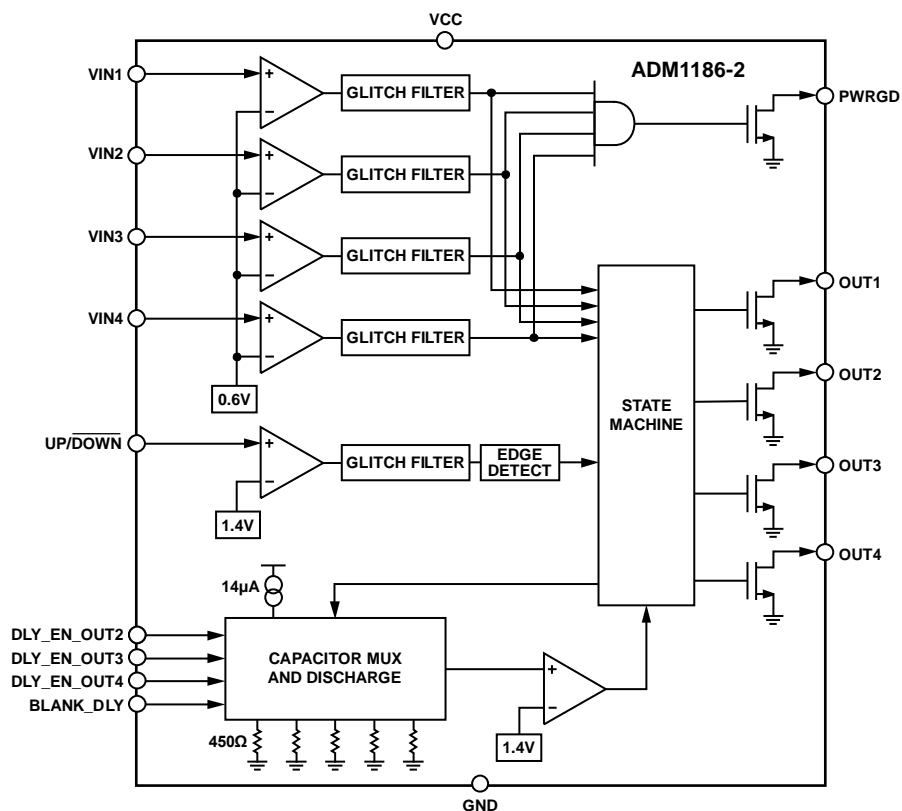 VCC
ADM1186-2
VIN1
+
−
GLITCH FILTER
PWRGD
VIN2
+
−
GLITCH FILTER
VIN3
+
−
GLITCH FILTER
OUT1
VIN4
+
−
GLITCH FILTER
0.6V
OUT2
STATE
MACHINE
UP/DOWN
+
−
GLITCH FILTER
EDGE
DETECT
OUT3
1.4V
OUT4
14µA
DLY_EN_OUT2
DLY_EN_OUT3
DLY_EN_OUT4
BLANK_DLY
CAPACITOR MUX
AND DISCHARGE
+
−
450Ω
1.4V
GND